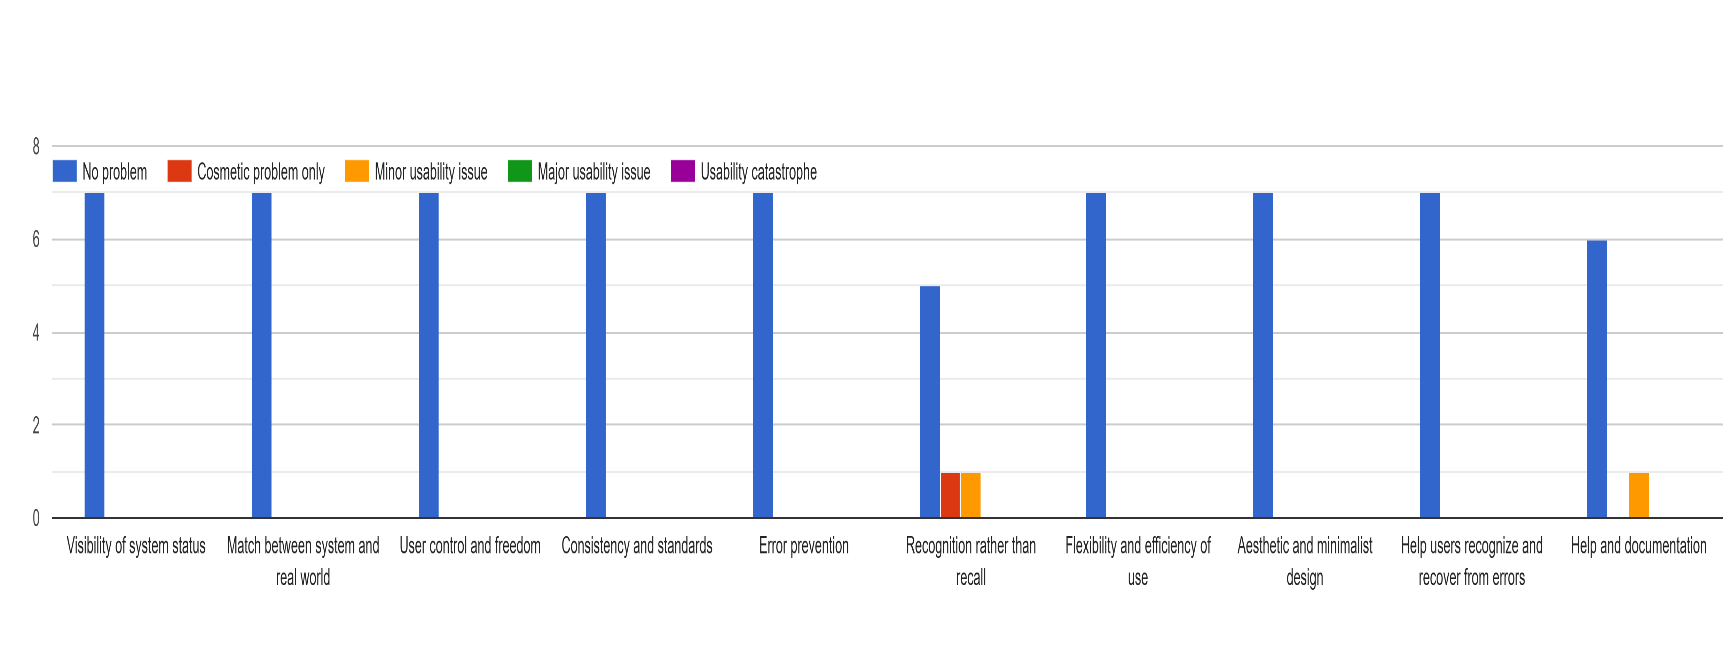 8
No problem Cosmetic problem only Minor usability issue Major usability issue Usability catastrophe
6
4
2
0
Visibility of system status
Match between system and
real world
User control and freedom
Consistency and standards
Error prevention
Recognition rather than
recall
Flexibility and efficiency of
use
Aesthetic and minimalist
design
Help users recognize and
recover from errors
Help and documentation